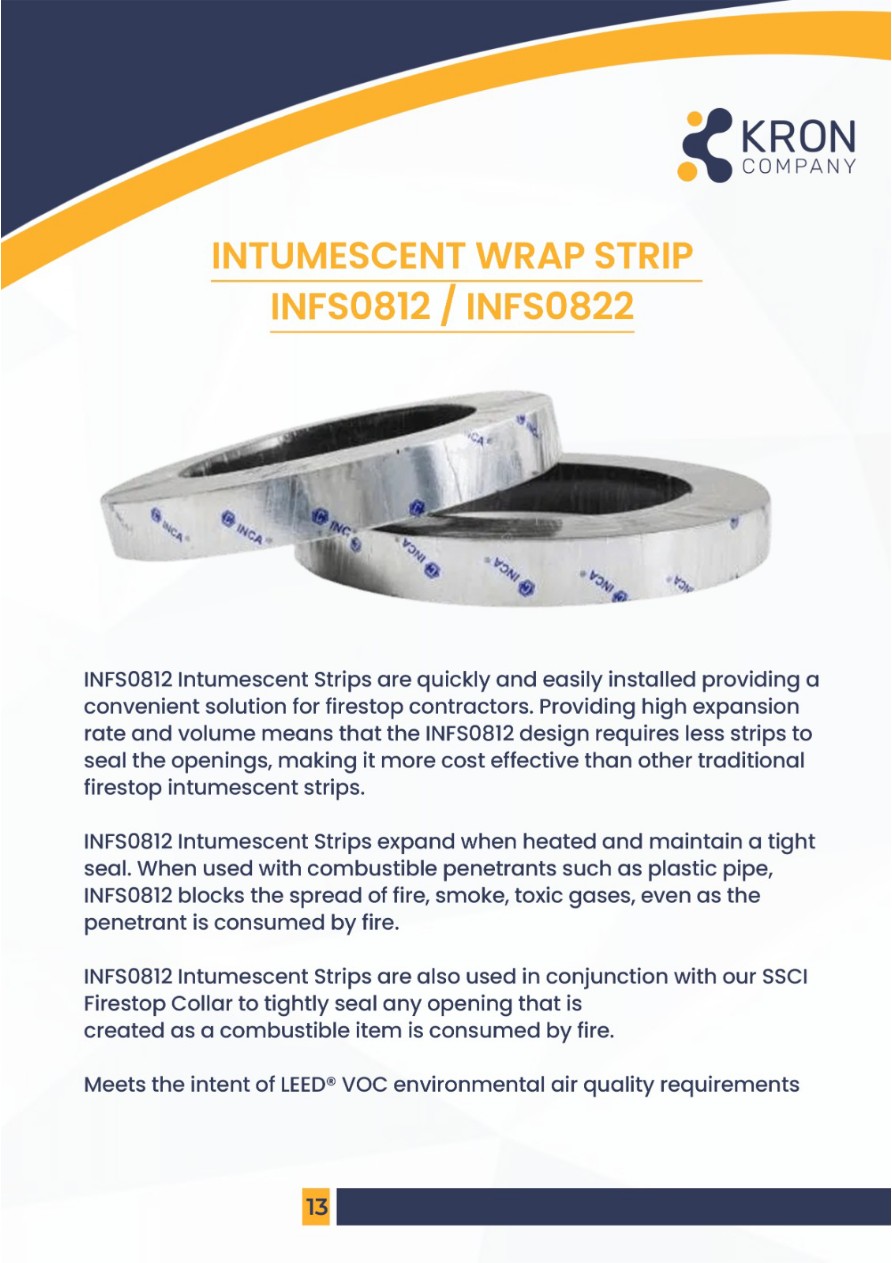 KRON
COMPANY
INTUMESCENT WRAP STRIP
INFS0812 / INFS0822
INCA®
INCA®
INC
CA®
INCA®
INCA®
INCA®
INCA
INFS0812 Intumescent Strips are quickly and easily installed providing a
convenient solution for firestop contractors. Providing high expansion
rate and volume means that the INFS0812 design requires less strips to
seal the openings, making it more cost effective than other traditional
firestop intumescent strips.
INFS0812 Intumescent Strips expand when heated and maintain a tight
seal. When used with combustible penetrants such as plastic pipe,
INFS0812 blocks the spread of fire, smoke, toxic gases, even as the
penetrant is consumed by fire.
INFS0812 Intumescent Strips are also used in conjunction with our SSCI
Firestop Collar to tightly seal any opening that is
created as a combustible item is consumed by fire.
Meets the intent of LEED® VOC environmental air quality requirements
13